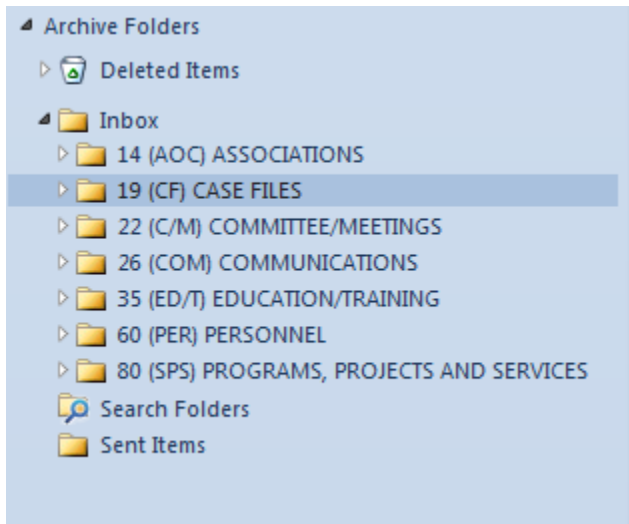 Archive Folders
Deleted Items
Inbox
14 (AOC) ASSOCIATIONS
19 (CF) CASE FILES
22 (C/M) COMMITTEE/MEETINGS
26 (COM) COMMUNICATIONS
35 (ED/T) EDUCATION/TRAINING
60 (PER) PERSONNEL
80 (SPS) PROGRAMS, PROJECTS AND SERVICES
Search Folders
Sent Items